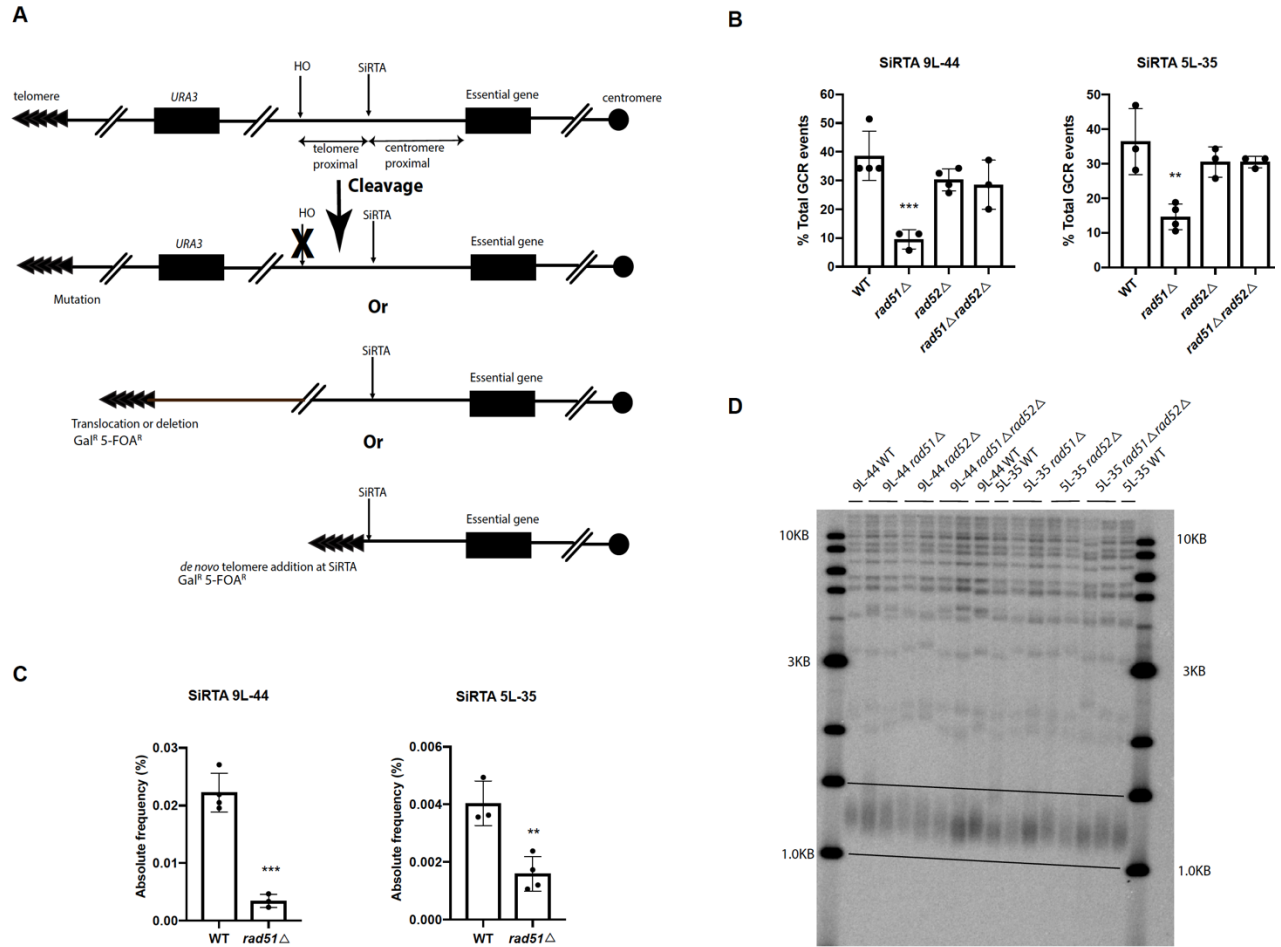 A
HO
SiRTA
telomere
URA3
Essential gene
centromere
telomere proximal
centromere proximal
Cleavage
HO
SiRTA
URA3
Essential gene
Mutation
Or
SiRTA
Essential gene
Translocation or deletion
Galᴿ 5-FOAᴿ
Or
SiRTA
Essential gene
de novo telomere addition at SiRTA
Galᴿ 5-FOAᴿ
B
SiRTA 9L-44
% Total GCR events
60
50
40
30
20
10
0
***
WT
rad51△
rad52△
rad51△rad52△
SiRTA 5L-35
% Total GCR events
50
40
30
20
10
0
**
WT
rad51△
rad52△
rad51△rad52△
C
SiRTA 9L-44
Absolute frequency (%)
0.03
0.02
0.01
0.00
***
WT
rad51△
SiRTA 5L-35
Absolute frequency (%)
0.006
0.004
0.002
0.000
**
WT
rad51△
D
9L-44 WT
9L-44 rad51△
9L-44 rad52△
9L-44 rad51△rad52△
9L-44 WT
5L-35 WT
5L-35 rad51△
5L-35 rad52△
5L-35 rad51△rad52△
5L-35 WT
10KB
3KB
1.0KB
10KB
3KB
1.0KB